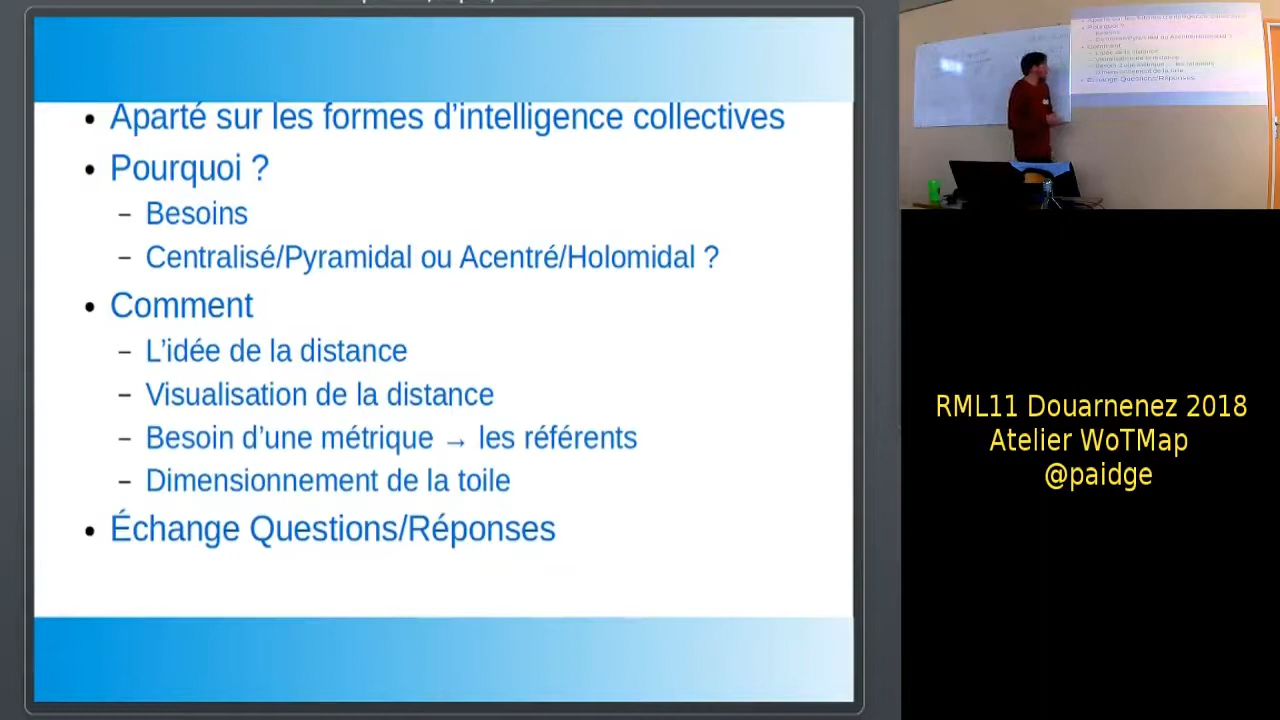 Aparté sur les formes d'intelligence collectives
Pourquoi ?
Besoins
Centralisé/Pyramidal ou Acentré/Holomidal ?
Comment
L'idée de la distance
Visualisation de la distance
Besoin d'une métrique → les référents
Dimensionnement de la toile
Échange Questions/Réponses
RML11 Douarnenez 2018
Atelier WoTMap
@paidge